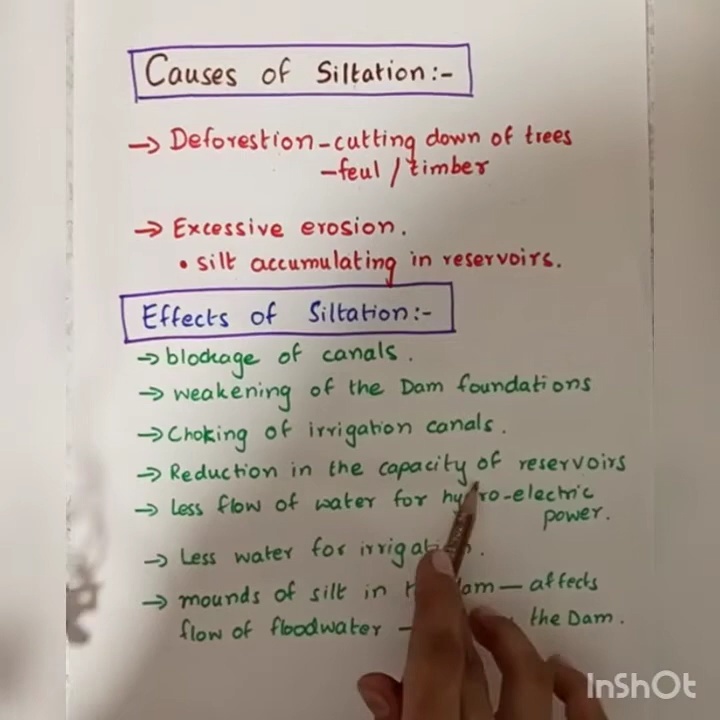 Causes of Siltation:-
→ Deforestion - cutting down of trees
- feul / timber
→ Excessive erosion.
• silt accumulating in reservoirs.
Effects of Siltation:-
→ blockage of canals.
→ weakening of the Dam foundations
→ Choking of irrigation canals.
→ Reduction in the capacity of reservoirs
→ Less flow of water for hydro-electric
power.
→ Less water for irrigation.
→ mounds of silt in the dam — affects
flow of floodwater — the Dam.
InShOt